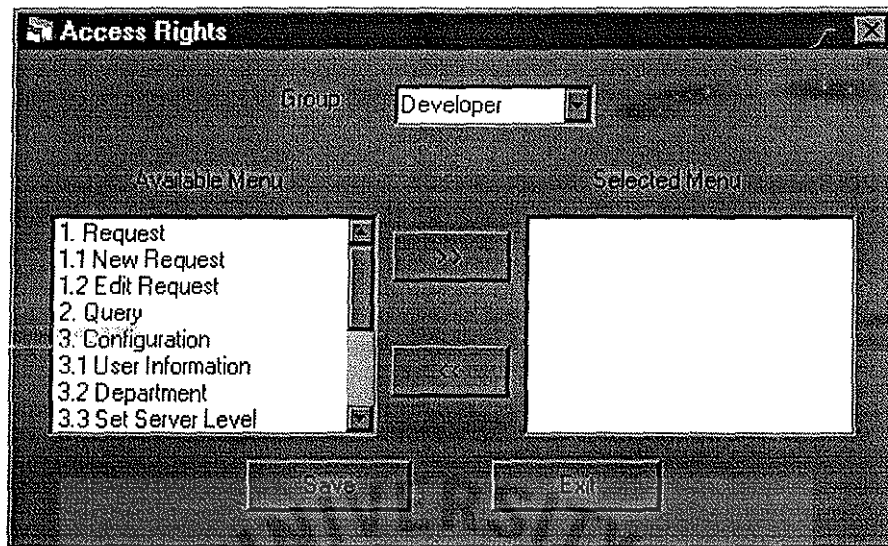 Access Rights
Group
Developer
Available Menu
Selected Menu
1. Request
1.1 New Request
1.2 Edit Request
2. Query
3. Configuration
3.1 User Information
3.2 Department
3.3 Set Server Level
>>
<<
Save
Exit